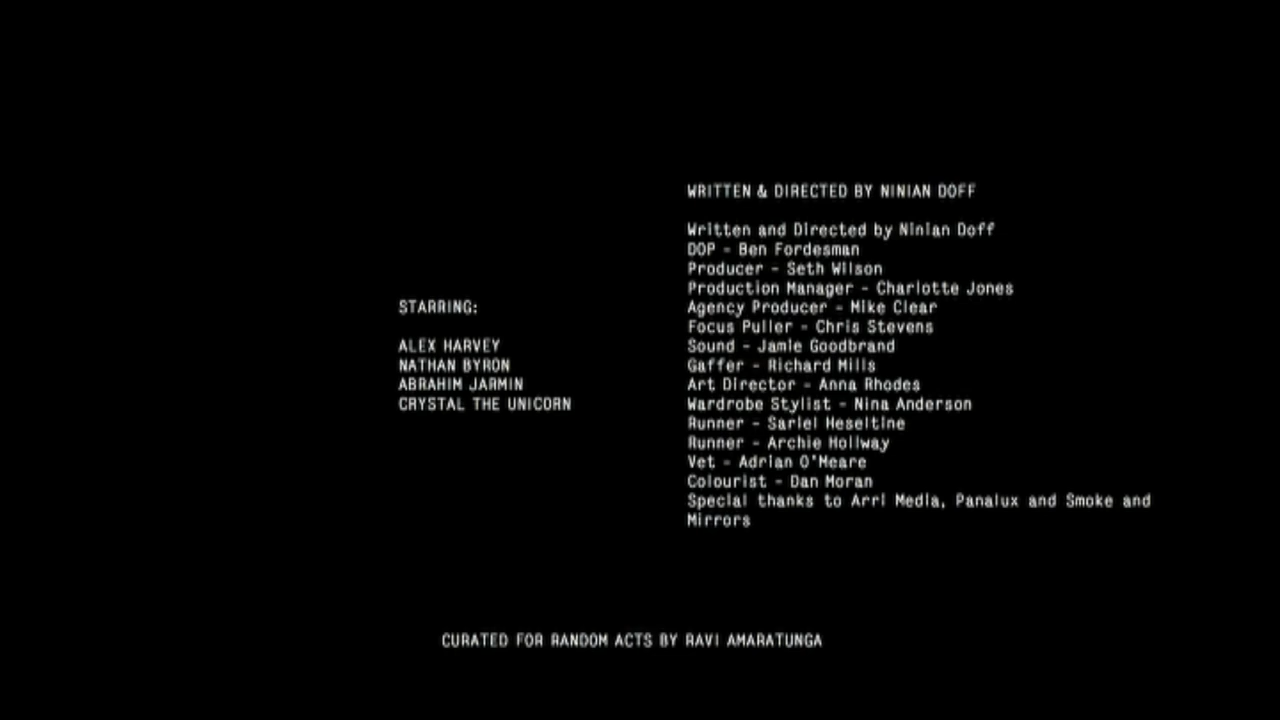 WRITTEN & DIRECTED BY NINIAN DOFF
Written and Directed by Ninian Doff
DOP - Ben Fordesman
Producer - Seth Wilson
Production Manager - Charlotte Jones
Agency Producer - Mike Clear
Focus Puller - Chris Stevens
Sound - Jamie Goodbrand
Gaffer - Richard Mills
Art Director - Anna Rhodes
Wardrobe Stylist - Nina Anderson
Runner - Sariel Heseltine
Runner - Archie Hollway
Vet - Adrian O'Meare
Colourist - Dan Moran
Special thanks to Arri Media, Panalux and Smoke and
Mirrors
STARRING:
ALEX HARVEY
NATHAN BYRON
ABRAHIM JARMIN
CRYSTAL THE UNICORN
CURATED FOR RANDOM ACTS BY RAVI AMARATUNGA